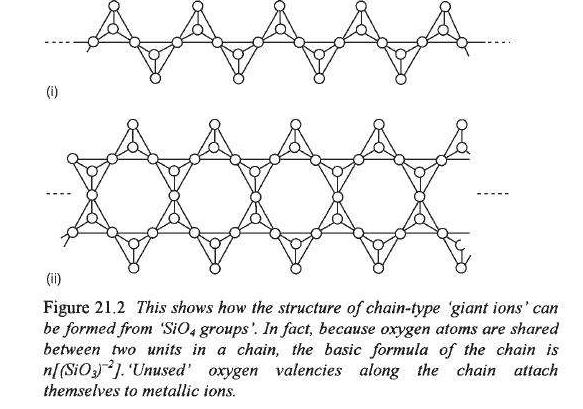 (i)
(ii)
Figure 21.2 This shows how the structure of chain-type 'giant ions' can
be formed from 'SiO₄ groups'. In fact, because oxygen atoms are shared
between two units in a chain, the basic formula of the chain is
n[(SiO₃)⁻²]. 'Unused' oxygen valencies along the chain attach
themselves to metallic ions.